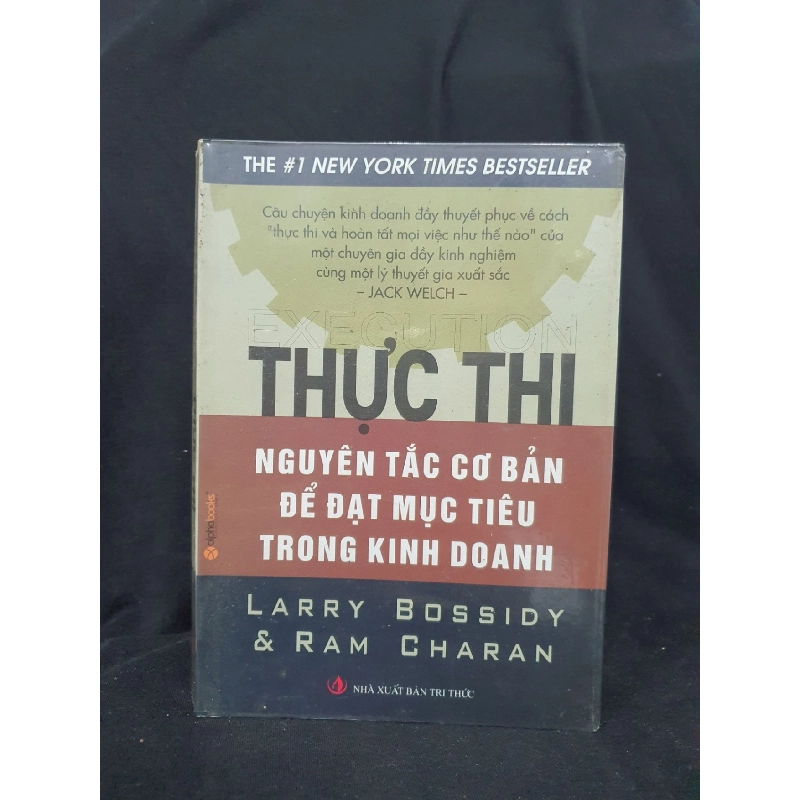 THE #1 NEW YORK TIMES BESTSELLER
Câu chuyện kinh doanh đầy thuyết phục về cách
"thực thi và hoàn tất mọi việc như thế nào" của
một chuyên gia đầy kinh nghiệm
cùng một lý thuyết gia xuất sắc
– JACK WELCH –
EXECUTION
THỰC THI
NGUYÊN TẮC CƠ BẢN
ĐỂ ĐẠT MỤC TIÊU
TRONG KINH DOANH
alphabooks
LARRY BOSSIDY
& RAM CHARAN
NHÀ XUẤT BẢN TRI THỨC